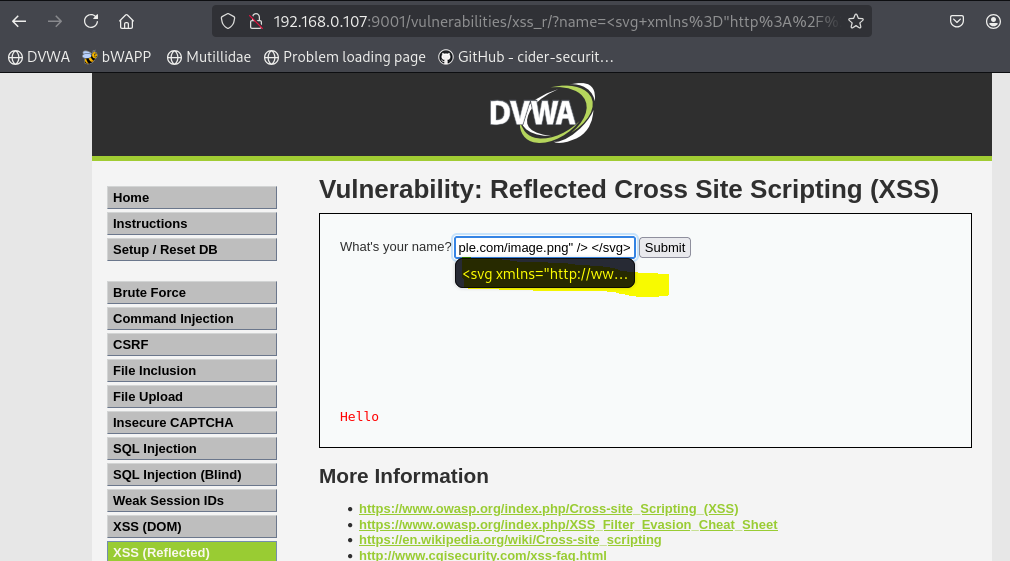 192.168.0.107:9001/vulnerabilities/xss_r/?name=<svg+xmlns%3D"http%3A%2F%
DVWA bWAPP Mutillidae Problem loading page GitHub - cider-securit…
DVWA
Vulnerability: Reflected Cross Site Scripting (XSS)
Home
Instructions
Setup / Reset DB
Brute Force
Command Injection
CSRF
File Inclusion
File Upload
Insecure CAPTCHA
SQL Injection
SQL Injection (Blind)
Weak Session IDs
XSS (DOM)
XSS (Reflected)
What's your name? ple.com/image.png" /> </svg> Submit
<svg xmlns="http://ww…
Hello
More Information
https://www.owasp.org/index.php/Cross-site_Scripting_(XSS)
https://www.owasp.org/index.php/XSS_Filter_Evasion_Cheat_Sheet
https://en.wikipedia.org/wiki/Cross-site_scripting
http://www.cgisecurity.com/xss-faq.html